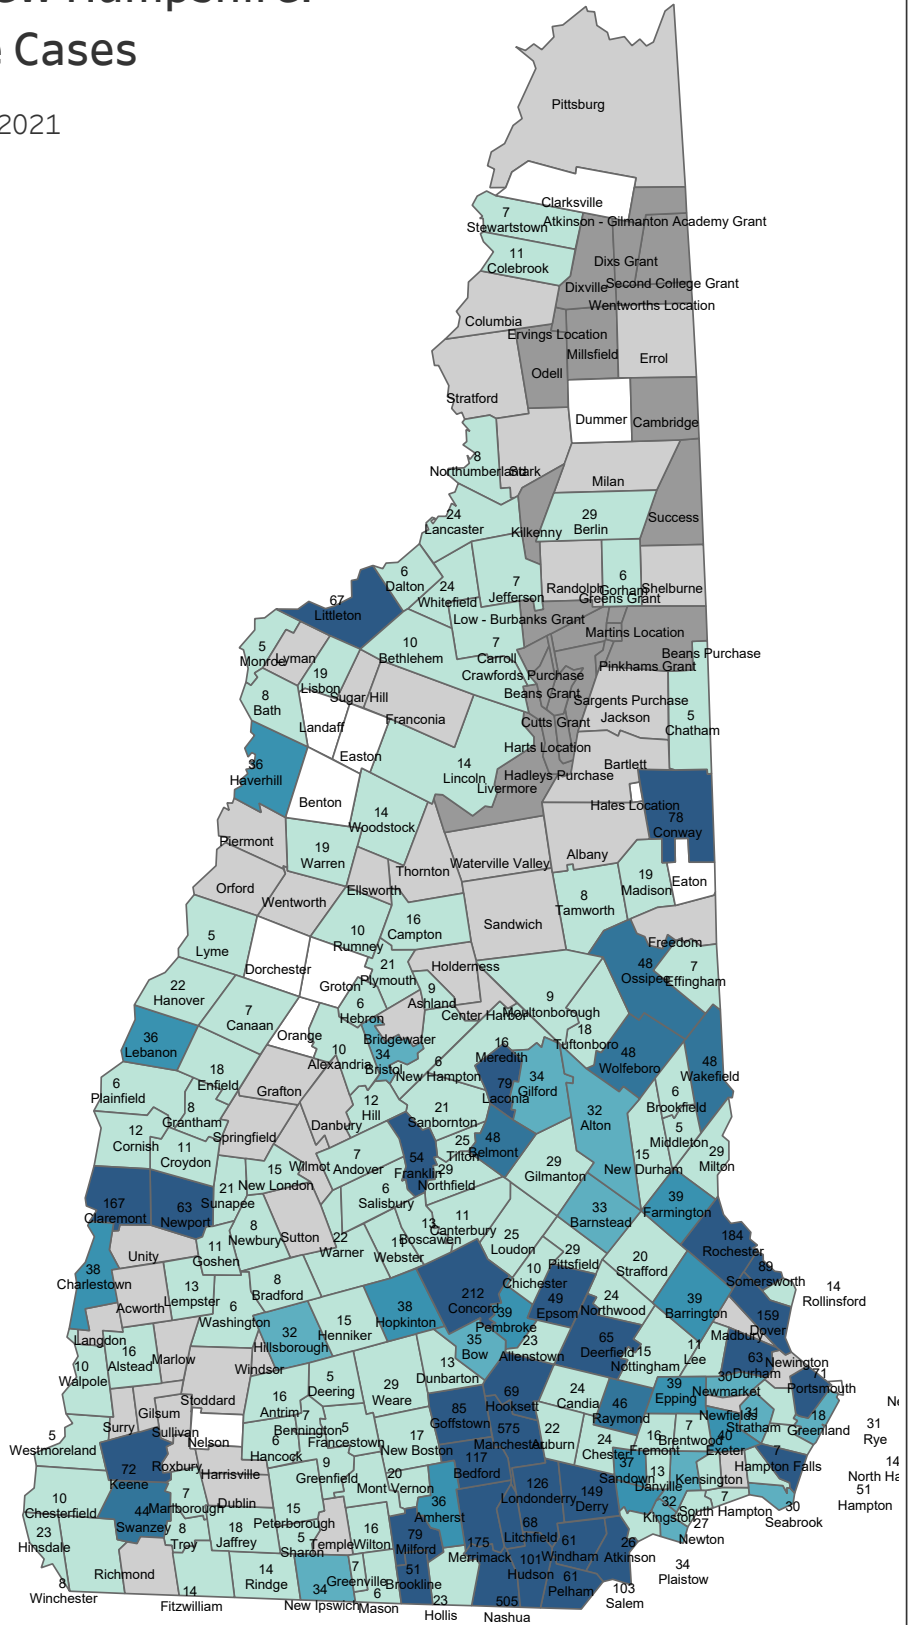 ew Hampshire:
e Cases
2021
Pittsburg
Clarksville
7
Stewartstown
Atkinson - Gilmanton Academy Grant
11
Colebrook
Dixs Grant
Dixville
Second College Grant
Wentworths Location
Columbia
Ervings Location
Millsfield
Errol
Odell
Stratford
Dummer
Cambridge
8
Northumberland
Stark
Milan
24
Lancaster
29
Berlin
Success
Kilkenny
6
Dalton
24
Whitefield
7
Jefferson
Randolph
6
Gorham
Shelburne
Greens Grant
67
Littleton
Low - Burbanks Grant
Martins Location
5
Monroe
Lyman
10
Bethlehem
7
Carroll
Beans Purchase
Pinkhams Grant
19
Lisbon
Crawfords Purchase
Sugar Hill
8
Bath
Beans Grant
Sargents Purchase
Landaff
Franconia
Cutts Grant
Jackson
5
Chatham
Easton
Harts Location
36
Haverhill
14
Lincoln
Hadleys Purchase
Bartlett
Livermore
Benton
Hales Location
14
Woodstock
78
Conway
Piermont
19
Warren
Thornton
Waterville Valley
Albany
19
Madison
Eaton
Orford
Ellsworth
Wentworth
8
Tamworth
5
Lyme
10
Rumney
16
Campton
Sandwich
Freedom
Dorchester
21
Plymouth
Holderness
48
Ossipee
7
Effingham
22
Hanover
Groton
9
Ashland
9
Moultonborough
7
Canaan
6
Hebron
Center Harbor
36
Lebanon
Orange
Bridgewater
18
Tuftonboro
10
Alexandria
34
Bristol
16
Meredith
48
Wolfeboro
6
Plainfield
18
Enfield
Grafton
6
New Hampton
79
Laconia
34
Gilford
48
Wakefield
8
Grantham
12
Hill
6
Brookfield
12
Cornish
Springfield
Danbury
21
Sanbornton
32
Alton
5
Middleton
11
Croydon
25
Tilton
48
Belmont
29
Milton
15
New London
Wilmot
7
Andover
54
Franklin
29
Northfield
29
Gilmanton
15
New Durham
167
Claremont
63
Newport
21
Sunapee
6
Salisbury
39
Farmington
8
Newbury
Sutton
22
Warner
11
Webster
13
Boscawen
11
Canterbury
33
Barnstead
184
Rochester
Unity
11
Goshen
25
Loudon
29
Pittsfield
20
Strafford
38
Charlestown
10
Chichester
89
Somersworth
13
Lempster
8
Bradford
14
Rollinsford
Acworth
6
Washington
38
Hopkinton
212
Concord
49
Epsom
24
Northwood
39
Barrington
159
Dover
Langdon
32
Hillsborough
15
Henniker
39
Pembroke
Madbury
16
Alstead
Marlow
35
Bow
23
Allenstown
65
Deerfield
15
Nottingham
11
Lee
63
Durham
Newington
10
Walpole
Windsor
13
Dunbarton
71
Portsmouth
Stoddard
5
Deering
29
Weare
69
Hooksett
24
Candia
39
Epping
30
Newmarket
Gilsum
16
Antrim
85
Goffstown
46
Raymond
Newfields
31
Stratham
18
Greenland
Ne
Surry
Sullivan
7
Bennington
5
Francestown
575
Manchester
22
Auburn
31
Rye
5
Westmoreland
Nelson
6
Hancock
17
New Boston
24
Chester
16
Fremont
7
Brentwood
40
Exeter
72
Keene
Roxbury
9
Greenfield
117
Bedford
37
Sandown
7
Hampton Falls
14
North Ha
Harrisville
20
Mont Vernon
13
Danville
Kensington
51
Hampton
10
Chesterfield
7
Marlborough
Dublin
126
Londonderry
149
Derry
32
Kingston
7
South Hampton
30
Seabrook
44
Swanzey
15
Peterborough
36
Amherst
23
Hinsdale
8
Troy
18
Jaffrey
5
Sharon
Temple
16
Wilton
79
Milford
175
Merrimack
68
Litchfield
27
Newton
61
Windham
26
Atkinson
Richmond
101
Hudson
34
Plaistow
8
Winchester
14
Fitzwilliam
14
Rindge
34
New Ipswich
7
Greenville
6
Mason
51
Brookline
23
Hollis
505
Nashua
61
Pelham
103
Salem